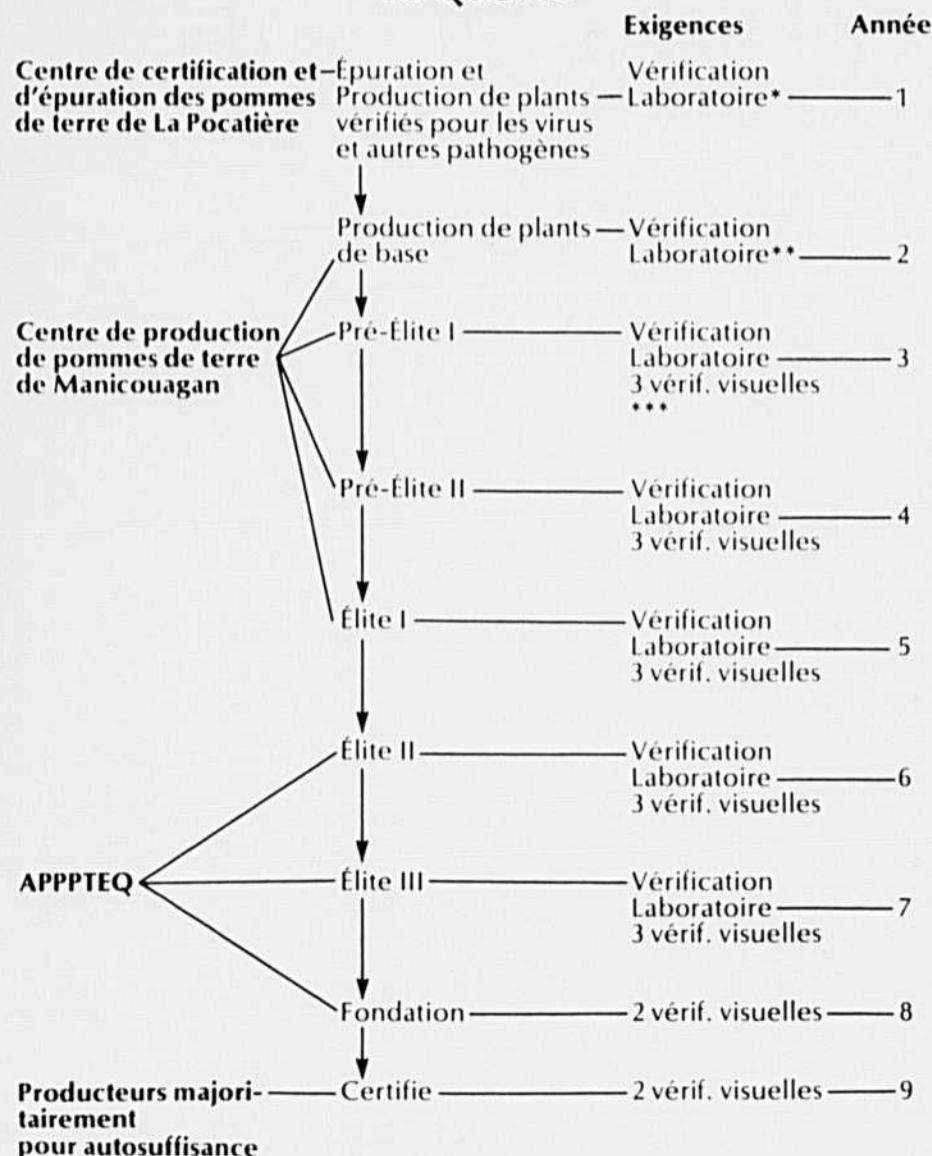 Exigences Année
Centre de certification et d'épuration des pommes de terre de La Pocatière
Épuration et
Production de plants
vérifiés pour les virus
et autres pathogènes
Vérification
Laboratoire* 1
Production de plants
de base
Vérification
Laboratoire** 2
Centre de production
de pommes de terre
de Manicouagan
Pré-Élite I
Vérification
Laboratoire 3
3 vérif. visuelles
***
Pré-Élite II
Vérification
Laboratoire 4
3 vérif. visuelles
Élite I
Vérification
Laboratoire 5
3 vérif. visuelles
Élite II
Vérification
Laboratoire 6
3 vérif. visuelles
APPPTEQ
Élite III
Vérification
Laboratoire 7
3 vérif. visuelles
Fondation 2 vérif. visuelles 8
Producteurs majori-
tairement
pour autosuffisance
Certifie 2 vérif. visuelles 9